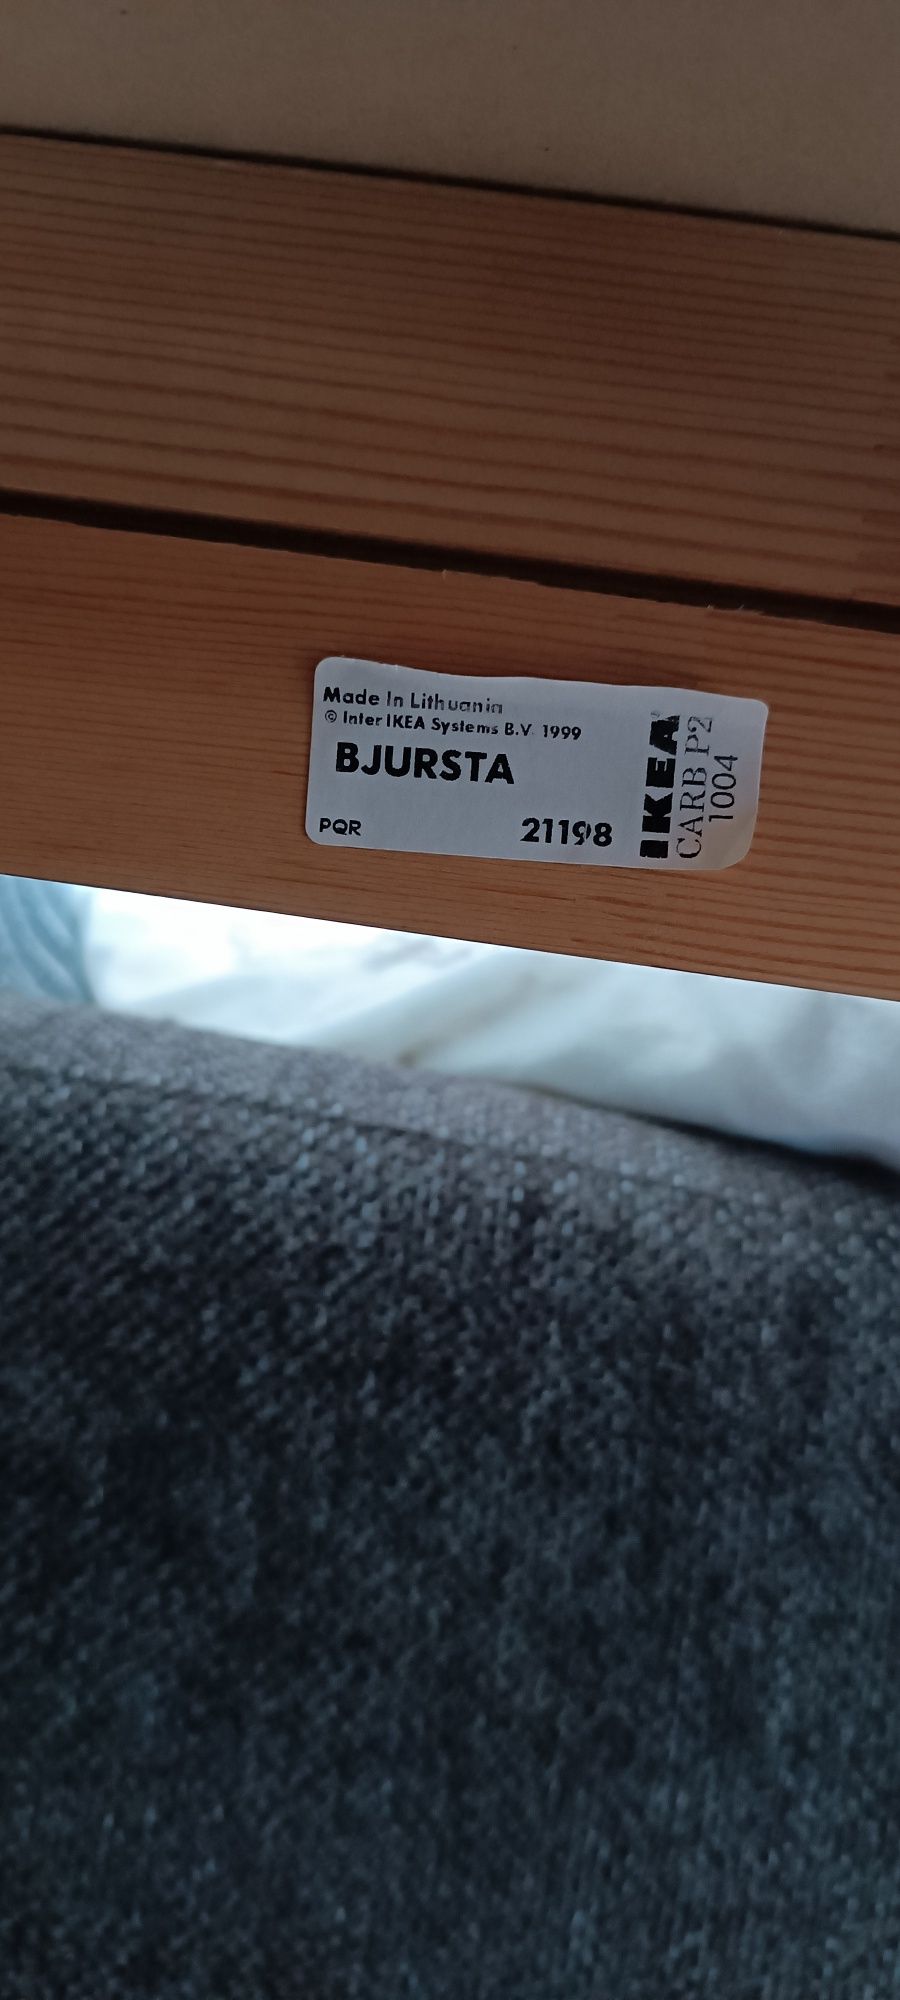 Made In Lithuania
© Inter IKEA Systems B.V. 1999
BJURSTA
PQR
21198
IKEA
CARB P2
1004